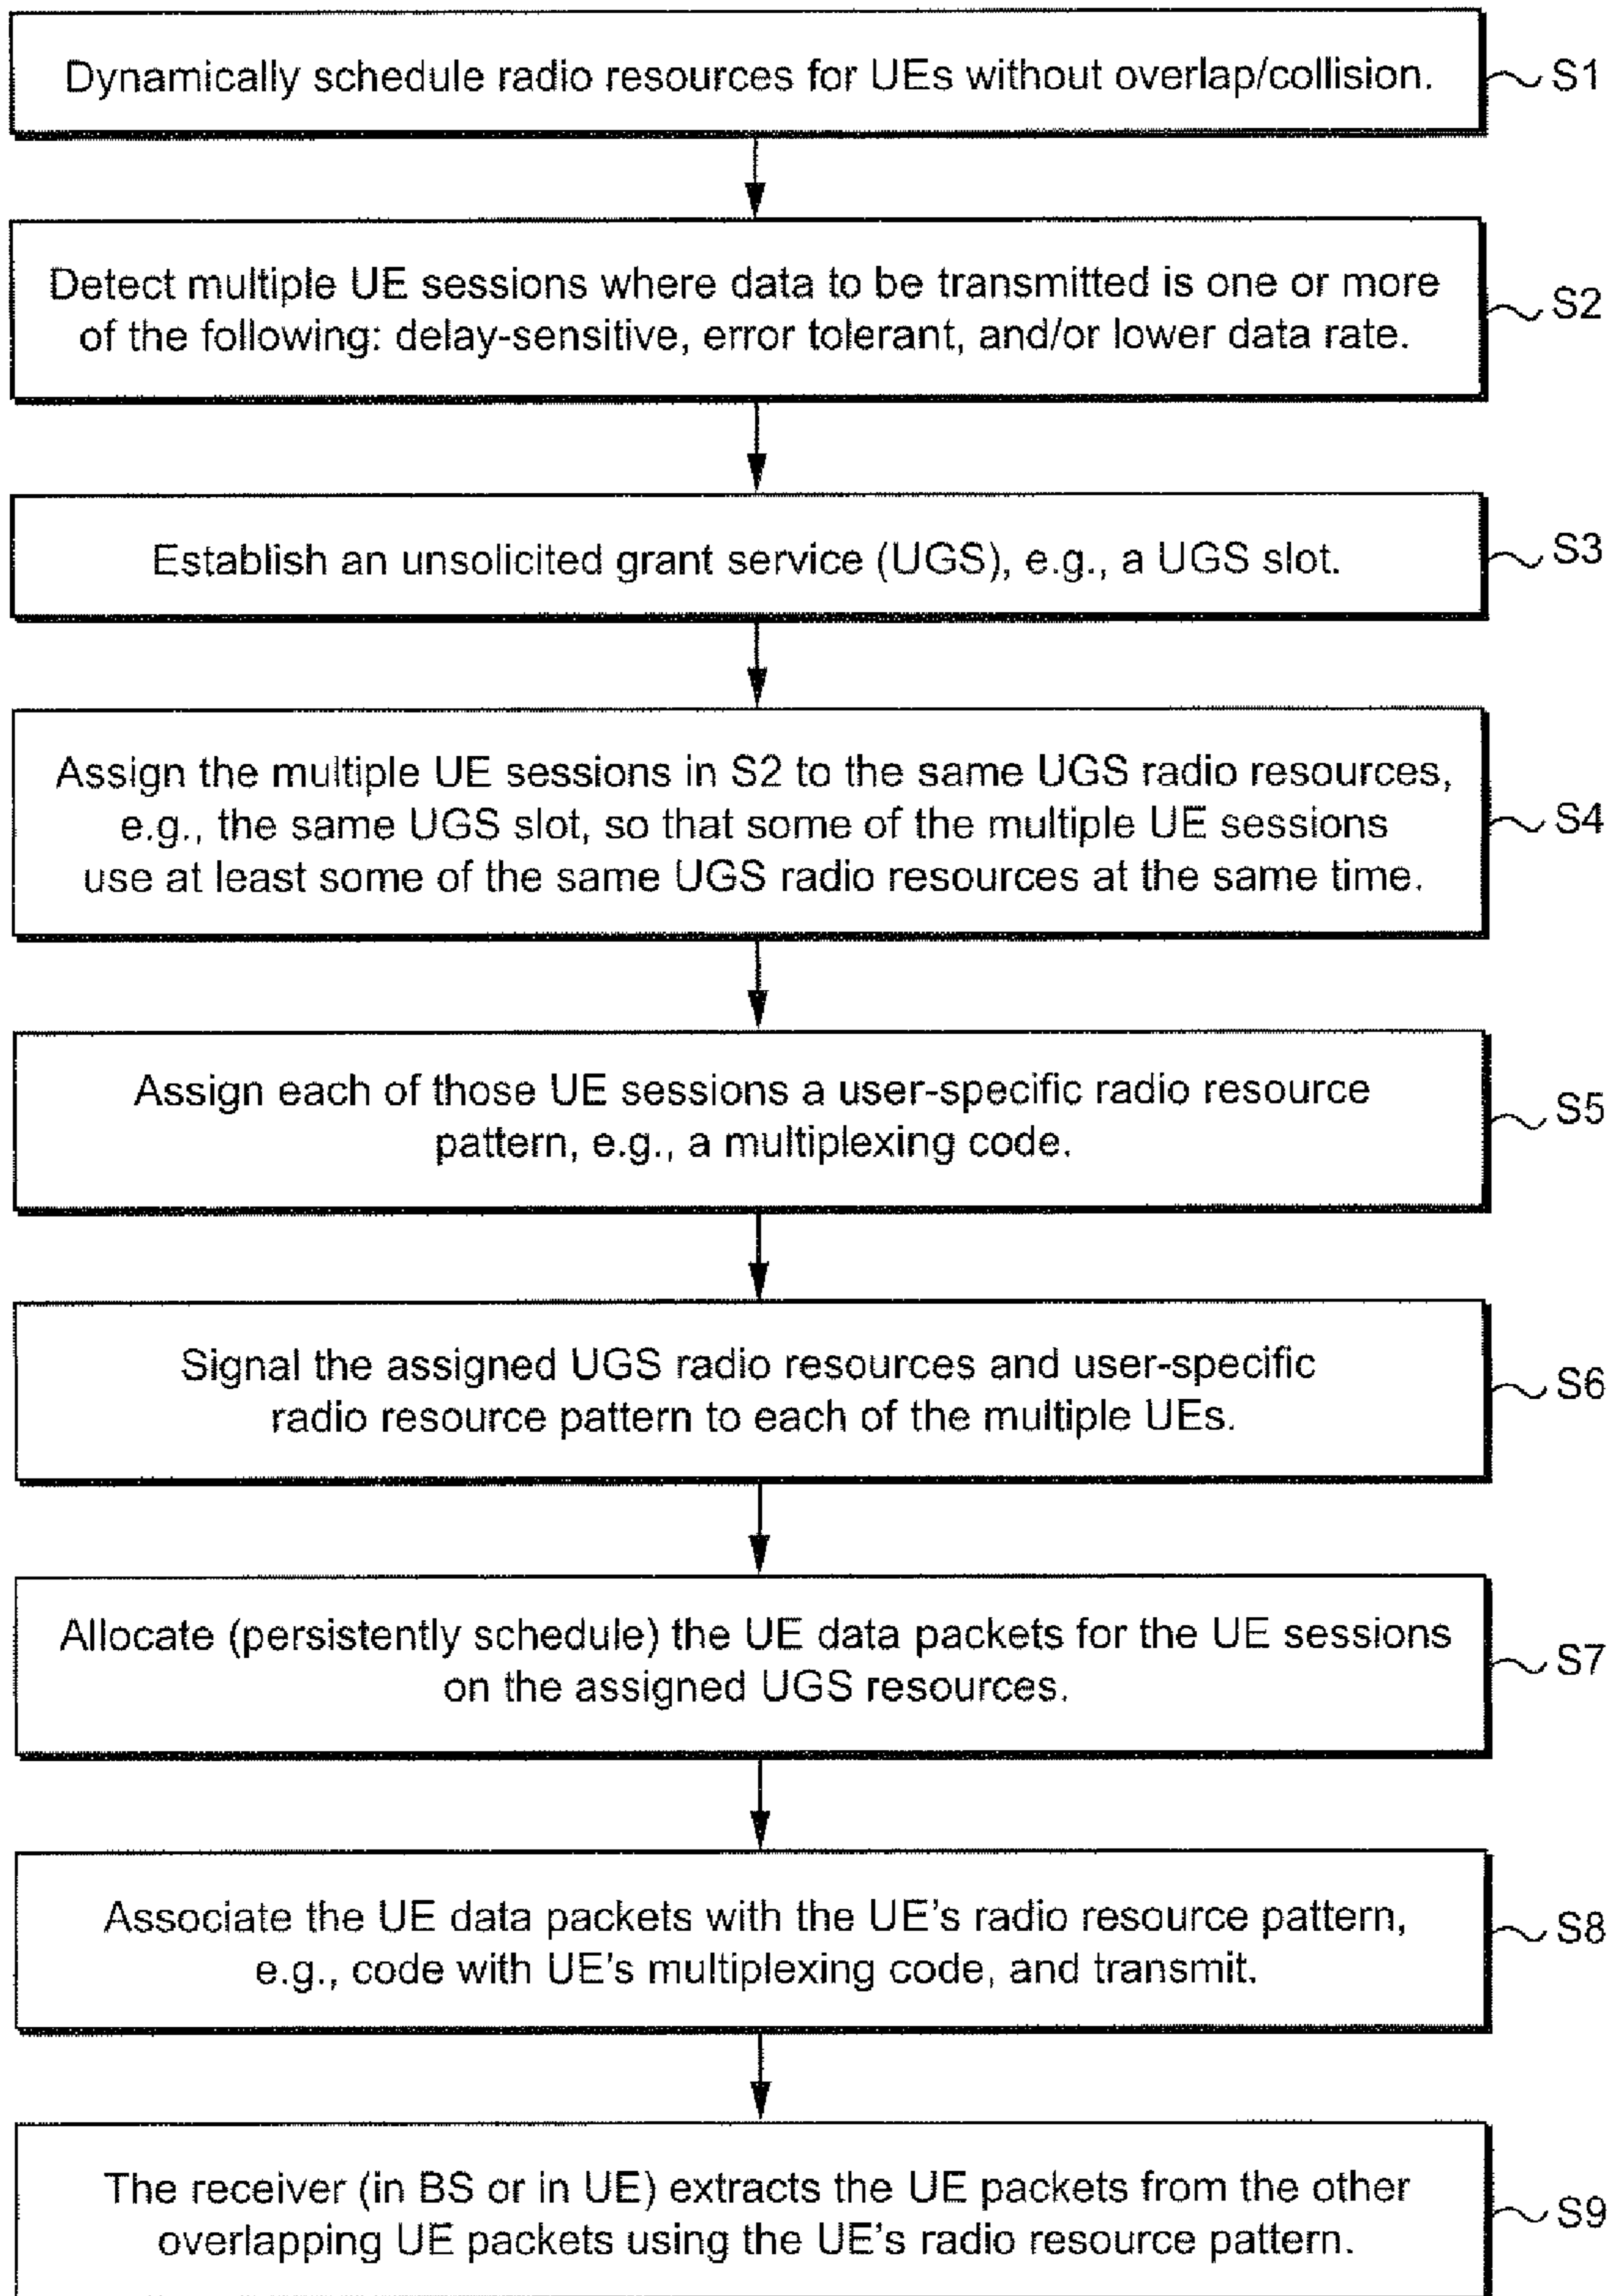 Dynamically schedule radio resources for UEs without overlap/collision.
S1
Detect multiple UE sessions where data to be transmitted is one or more
of the following: delay-sensitive, error tolerant, and/or lower data rate.
S2
Establish an unsolicited grant service (UGS), e.g., a UGS slot.
S3
Assign the multiple UE sessions in S2 to the same UGS radio resources,
e.g., the same UGS slot, so that some of the multiple UE sessions
use at least some of the same UGS radio resources at the same time.
S4
Assign each of those UE sessions a user-specific radio resource
pattern, e.g., a multiplexing code.
S5
Signal the assigned UGS radio resources and user-specific
radio resource pattern to each of the multiple UEs.
S6
Allocate (persistently schedule) the UE data packets for the UE sessions
on the assigned UGS resources.
S7
Associate the UE data packets with the UE's radio resource pattern,
e.g., code with UE's multiplexing code, and transmit.
S8
The receiver (in BS or in UE) extracts the UE packets from the other
overlapping UE packets using the UE's radio resource pattern.
S9